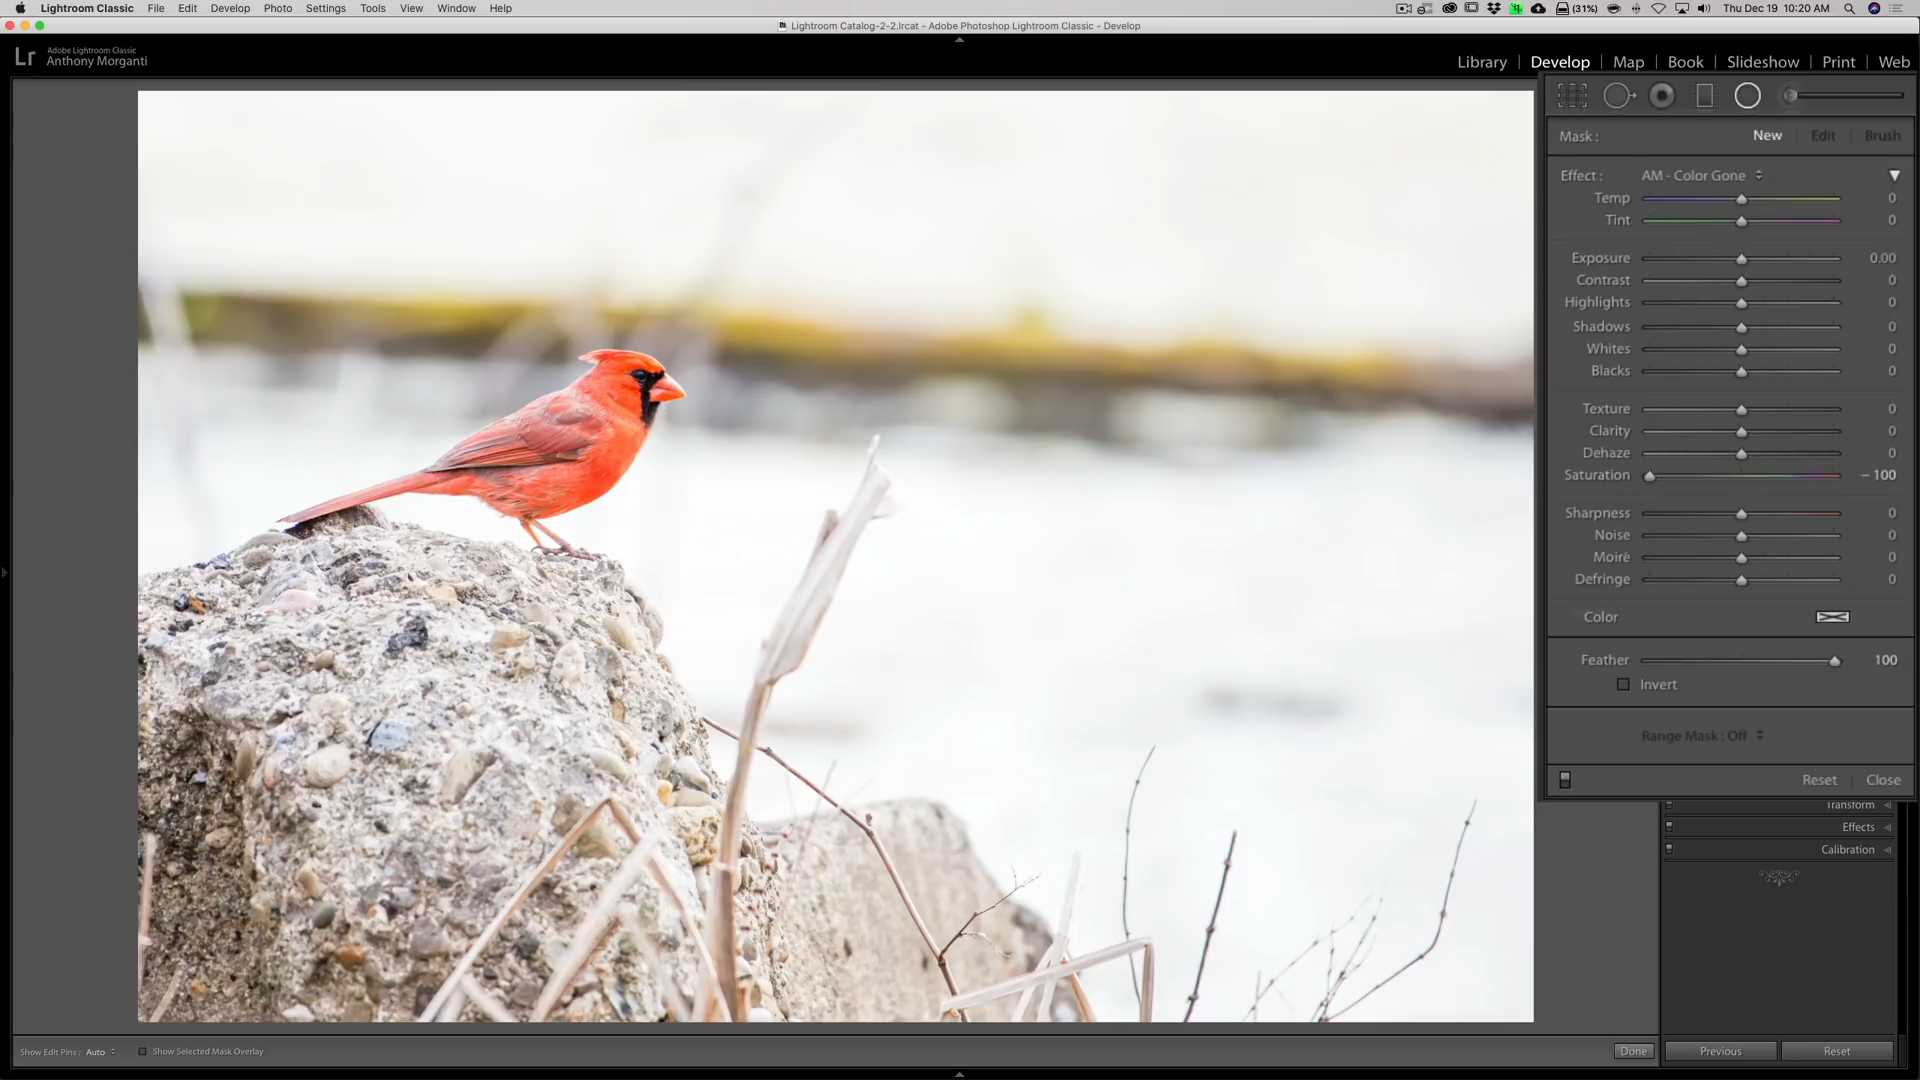 Lightroom Classic File Edit Develop Photo Settings Tools View Window Help
(31%) Thu Dec 19 10:20 AM
Lightroom Catalog-2-2.lrcat - Adobe Photoshop Lightroom Classic - Develop
Lr
Adobe Lightroom Classic
Anthony Morganti
Library | Develop | Map | Book | Slideshow | Print | Web
Mask : New | Edit | Brush
Effect : AM - Color Gone
Temp 0
Tint 0
Exposure 0.00
Contrast 0
Highlights 0
Shadows 0
Whites 0
Blacks 0
Texture 0
Clarity 0
Dehaze 0
Saturation - 100
Sharpness 0
Noise 0
Moiré 0
Defringe 0
Color
Feather 100
Invert
Range Mask : Off
Reset | Close
Transform
Effects
Calibration
Show Edit Pins : Auto Show Selected Mask Overlay
Done
Previous Reset